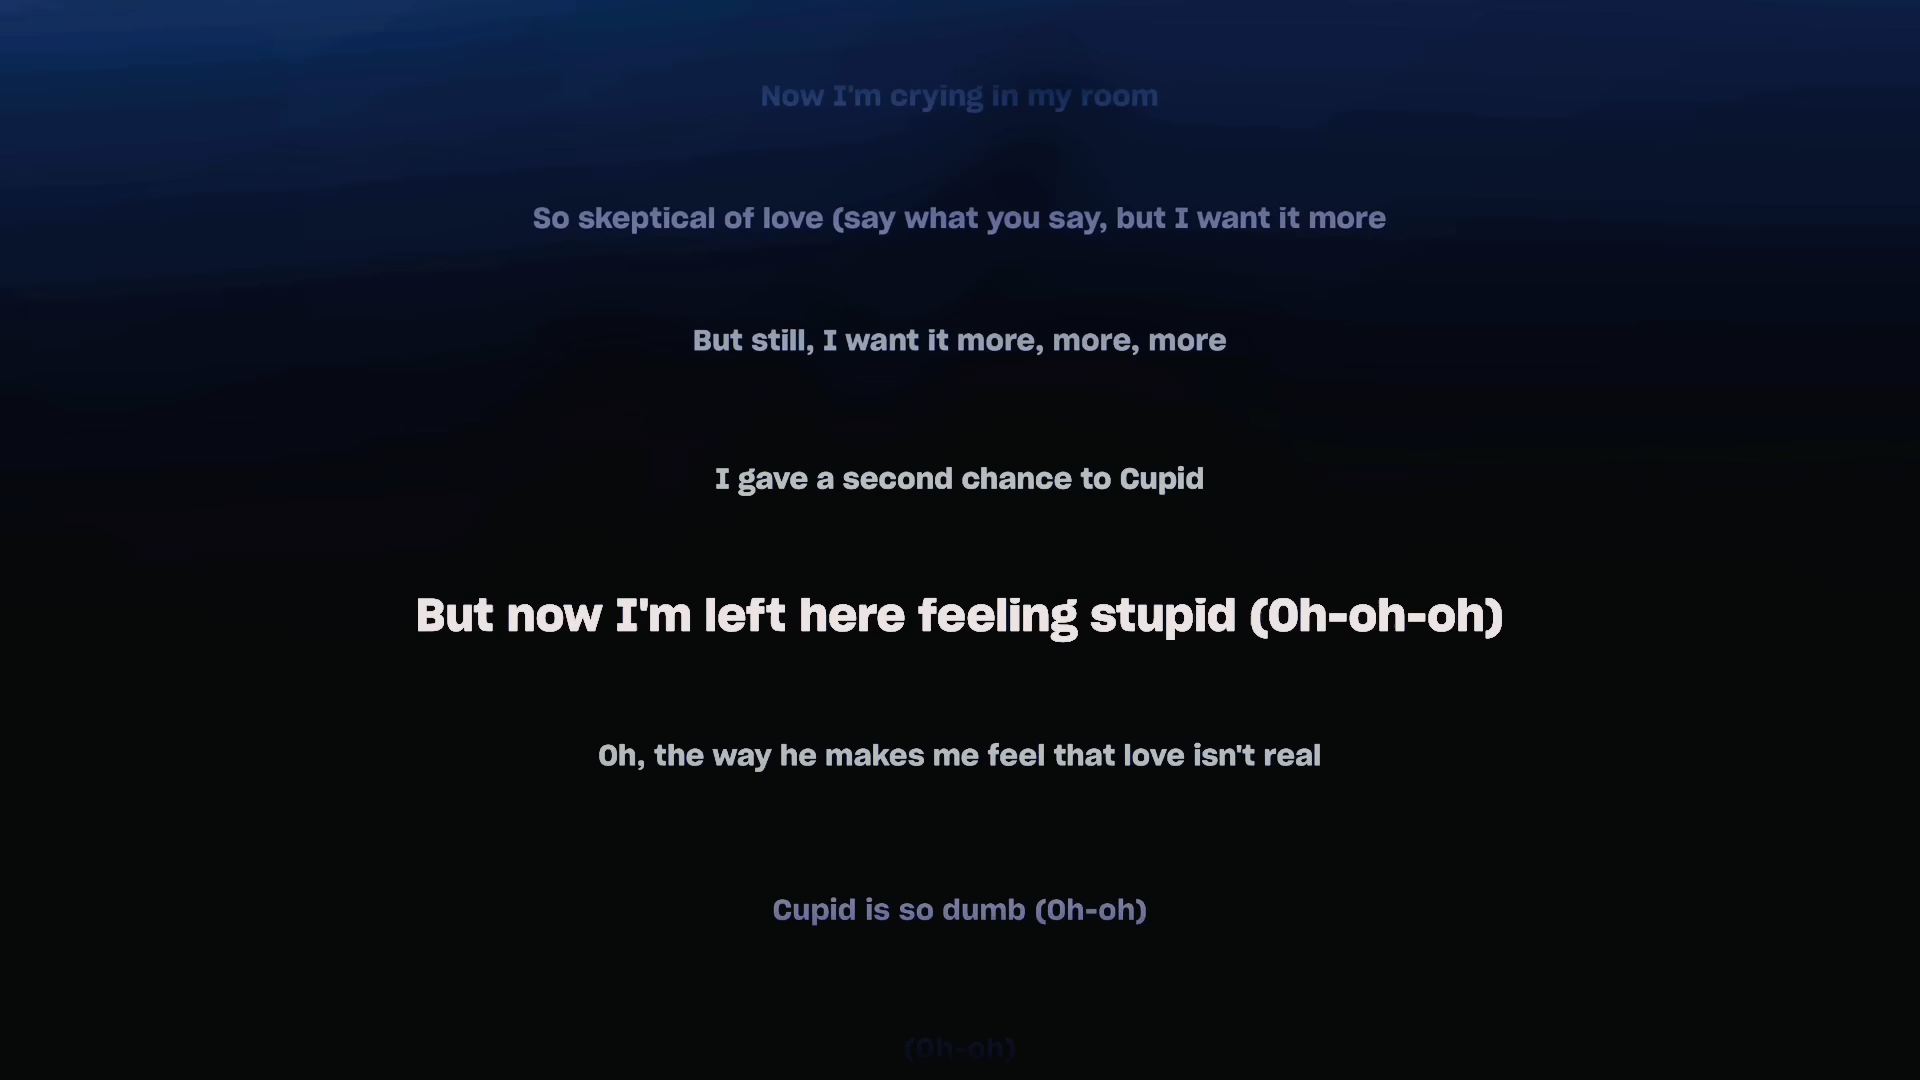 Now I'm crying in my room
So skeptical of love (say what you say, but I want it more
But still, I want it more, more, more
I gave a second chance to Cupid
But now I'm left here feeling stupid (Oh-oh-oh)
Oh, the way he makes me feel that love isn't real
Cupid is so dumb (Oh-oh)
(Oh-oh)